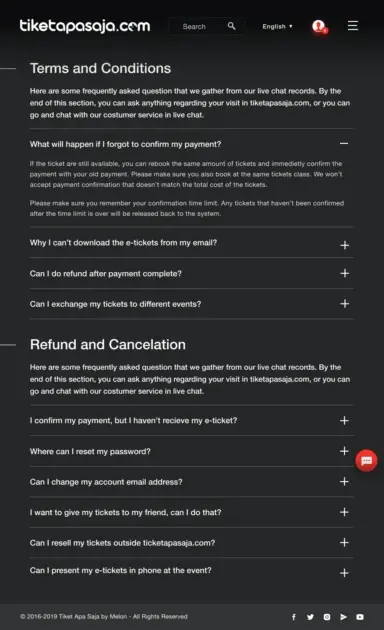 tiketapasaja.com
Search
English ▼
Terms and Conditions
Here are some frequently asked question that we gather from our live chat records. By the
end of this section, you can ask anything regarding your visit in tiketapasaja.com, or you can
go and chat with our costumer service in live chat.
What will happen if I forgot to confirm my payment?
If the ticket are still available, you can rebook the same amount of tickets and immedietly confirm the
payment with your old payment. Please make sure you also book at the same tickets class. We won't
accept payment confirmation that doesn't match the total cost of the tickets.
Please make sure you remember your confirmation time limit. Any tickets that haven't been confirmed
after the time limit is over will be released back to the system.
Why I can't download the e-tickets from my email?
Can I do refund after payment complete?
Can I exchange my tickets to different events?
Refund and Cancelation
Here are some frequently asked question that we gather from our live chat records. By the
end of this section, you can ask anything regarding your visit in tiketapasaja.com, or you can
go and chat with our costumer service in live chat.
I confirm my payment, but I haven't recieve my e-ticket?
Where can I reset my password?
Can I change my account email address?
I want to give my tickets to my friend, can I do that?
Can I resell my tickets outside ticketapasaja.com?
Can I present my e-tickets in phone at the event?
© 2016-2019 Tiket Apa Saja by Melon - All Rights Reserved